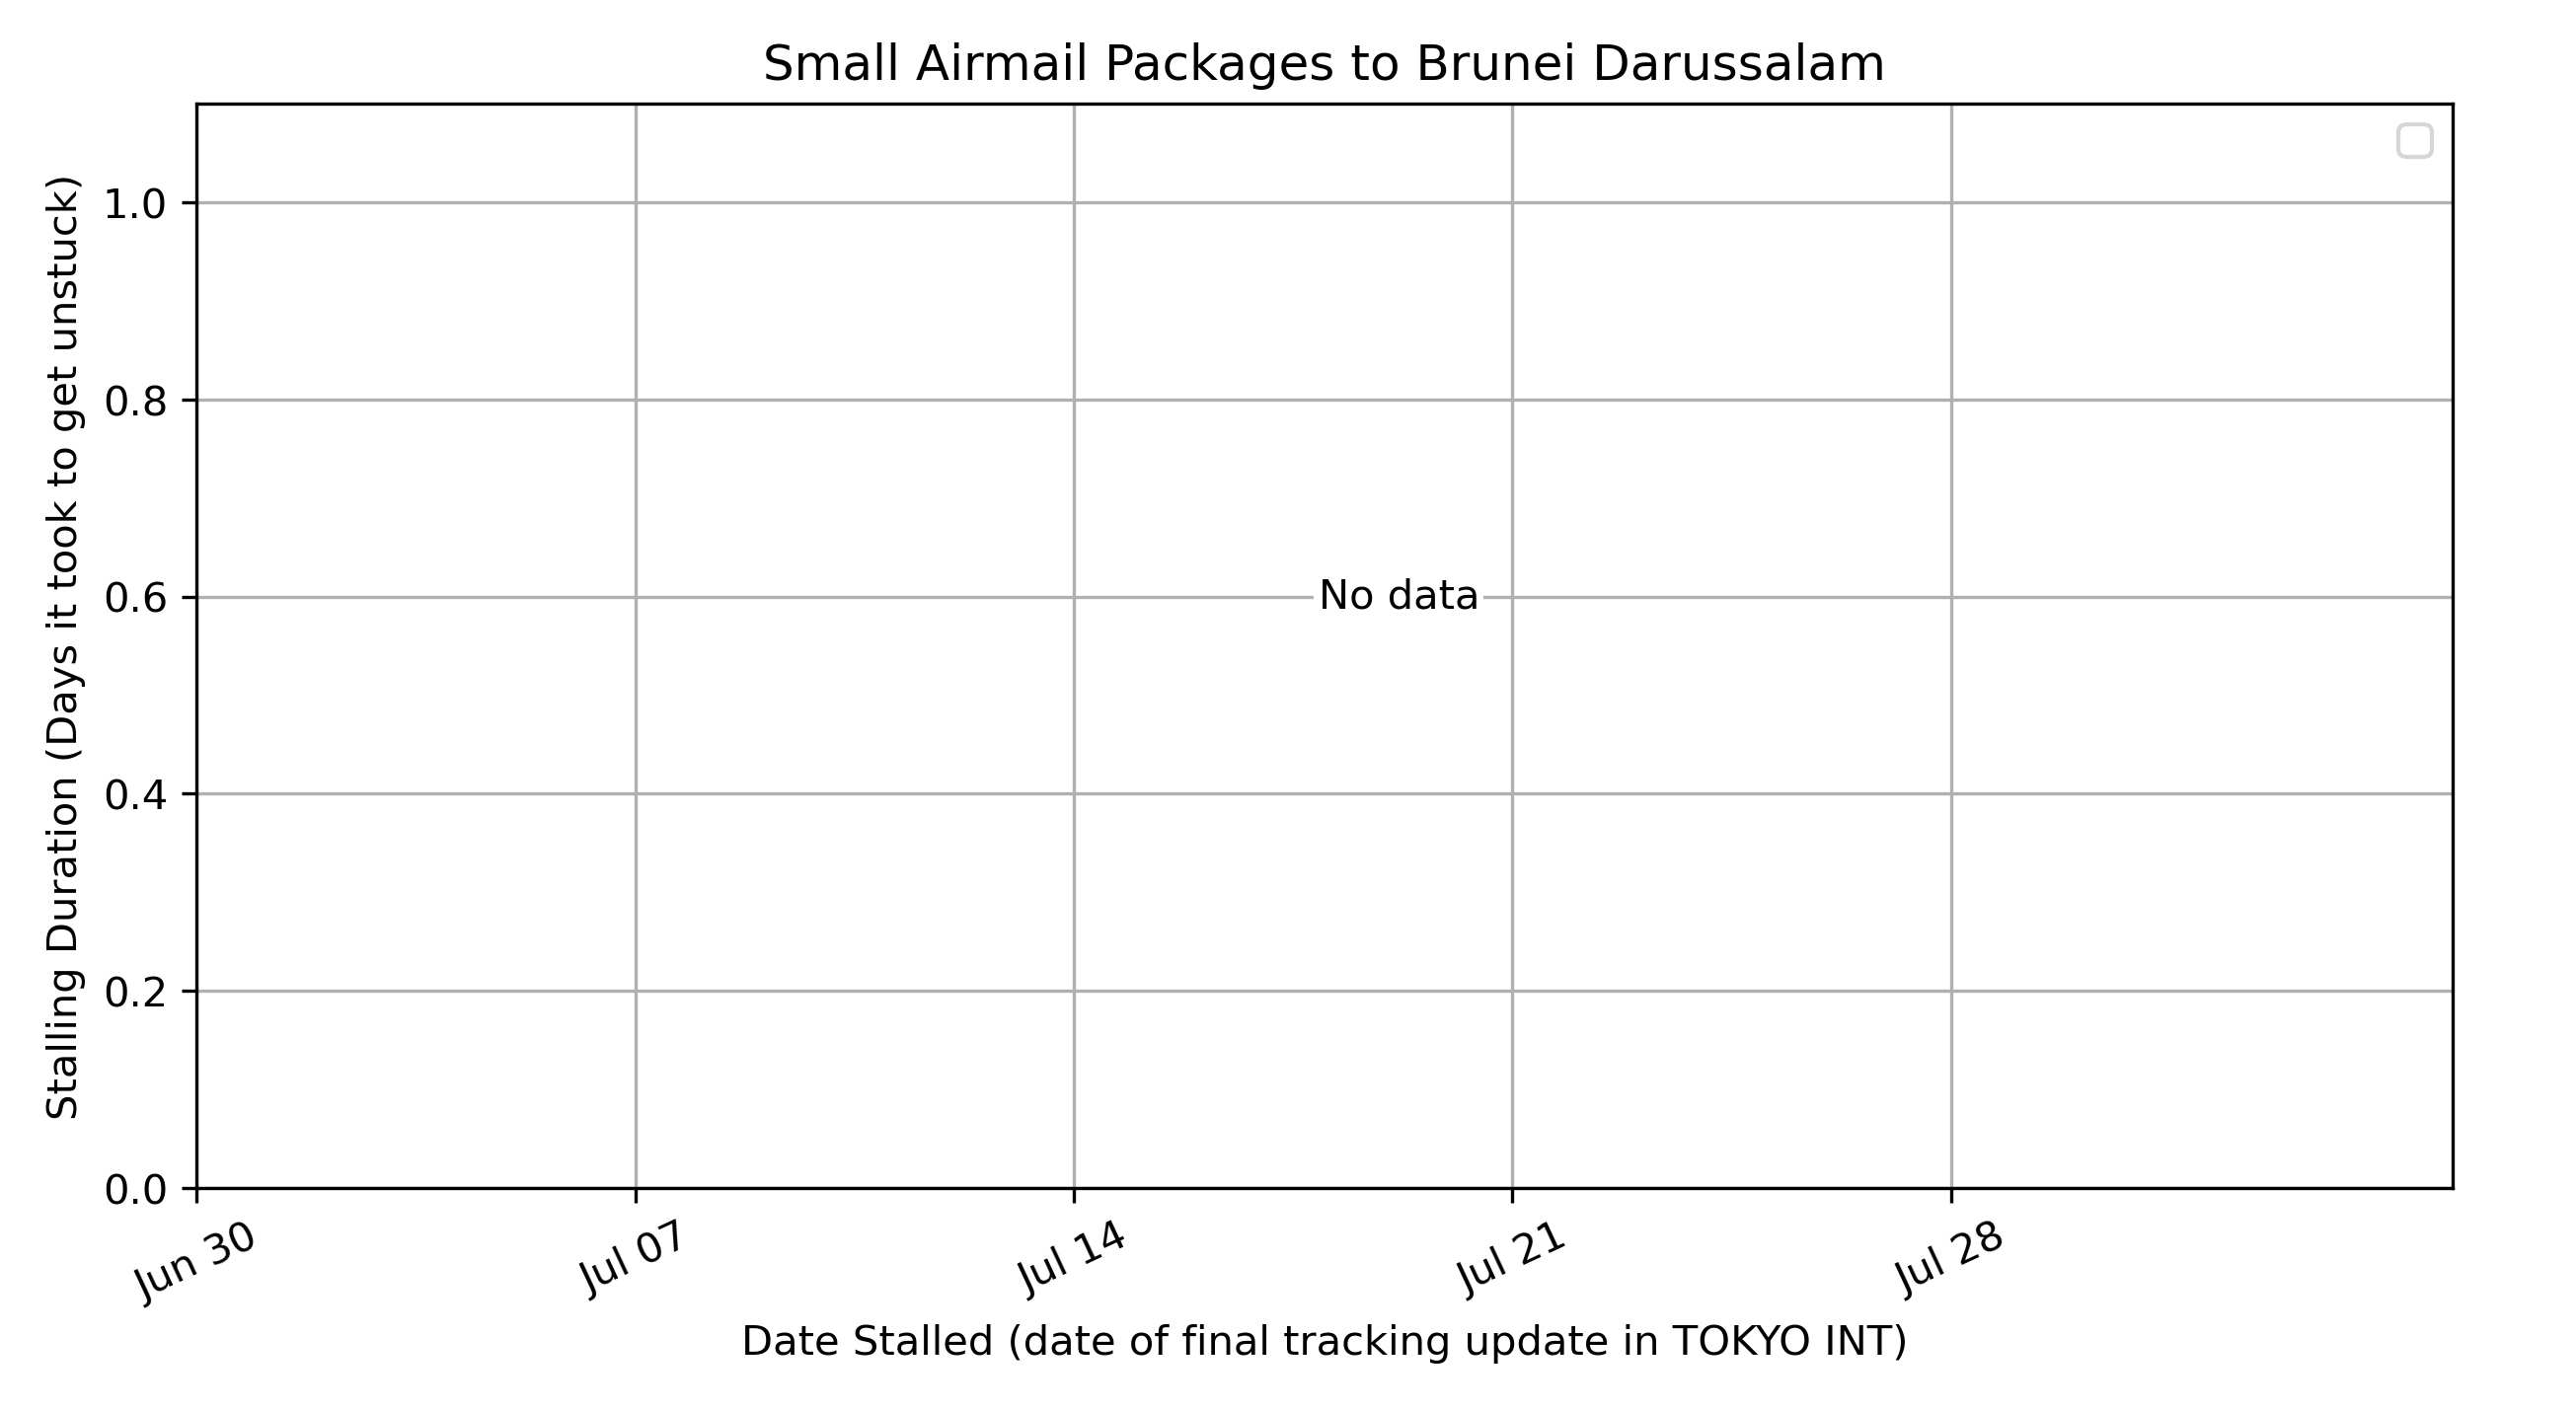 Small Airmail Packages to Brunei Darussalam
Stalling Duration (Days it took to get unstuck)
1.0
0.8
0.6
0.4
0.2
0.0
No data
Jun 30
Jul 07
Jul 14
Jul 21
Jul 28
Date Stalled (date of final tracking update in TOKYO INT)